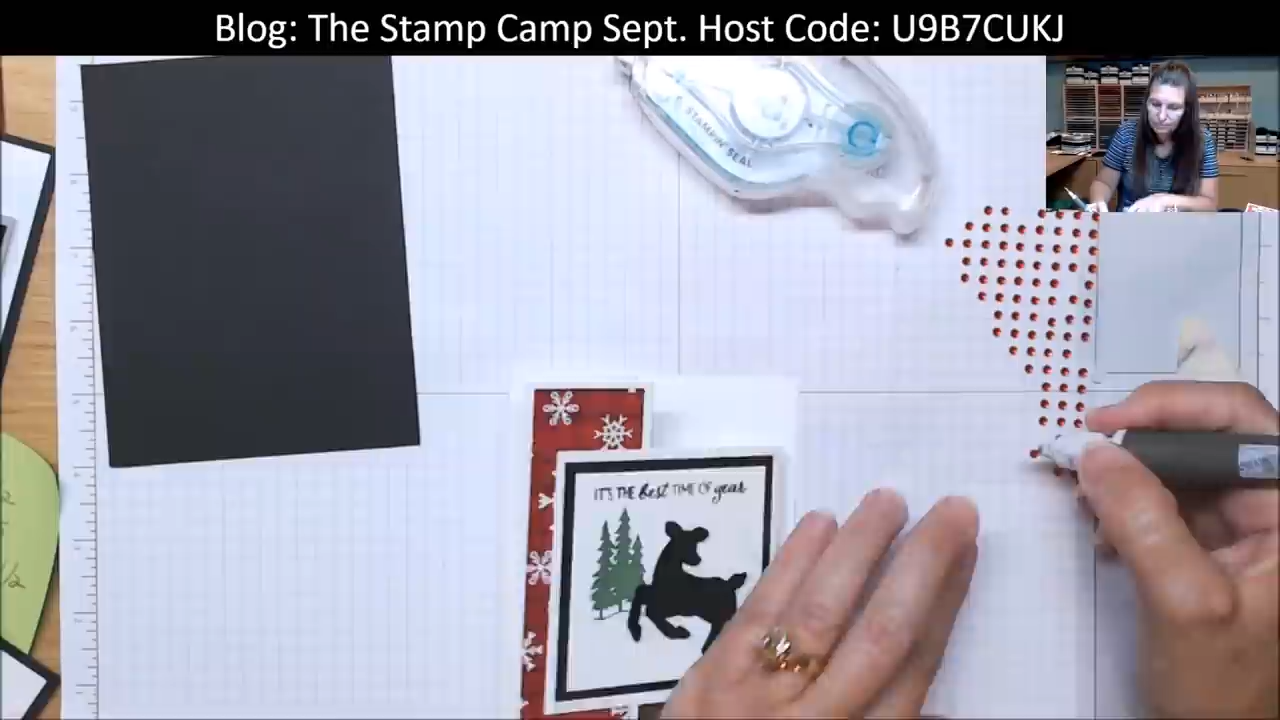 Blog: The Stamp Camp Sept. Host Code: U9B7CUKJ
STAMPIN' SEAL
IT'S THE best TIME OF year